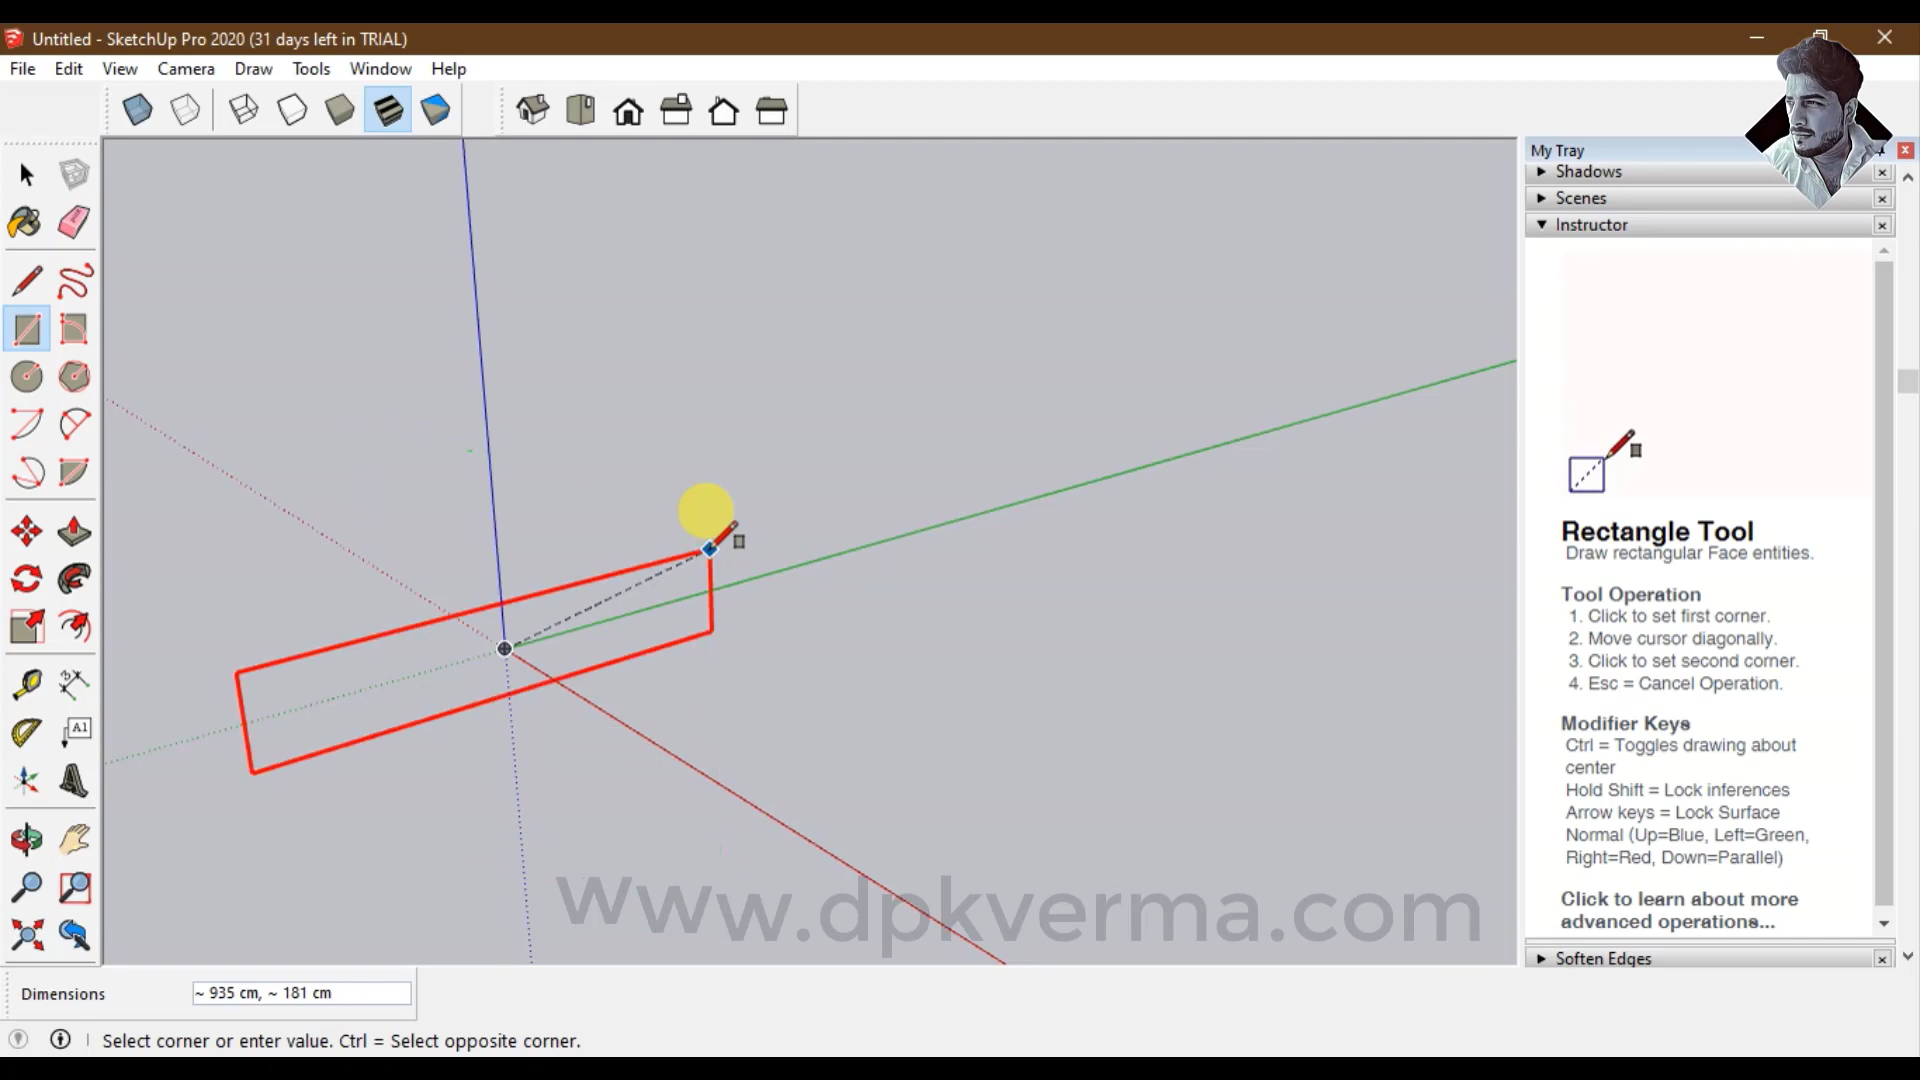 Untitled - SketchUp Pro 2020 (31 days left in TRIAL)
File Edit View Camera Draw Tools Window Help
My Tray
Shadows
Scenes
Instructor
Rectangle Tool
Draw rectangular Face entities.
Tool Operation
1. Click to set first corner.
2. Move cursor diagonally.
3. Click to set second corner.
4. Esc = Cancel Operation.
Modifier Keys
Ctrl = Toggles drawing about
center
Hold Shift = Lock inferences
Arrow keys = Lock Surface
Normal (Up=Blue, Left=Green,
Right=Red, Down=Parallel)
Click to learn about more
advanced operations...
Soften Edges
A1
www.dpkverma.com
Dimensions ~ 935 cm, ~ 181 cm
Select corner or enter value. Ctrl = Select opposite corner.